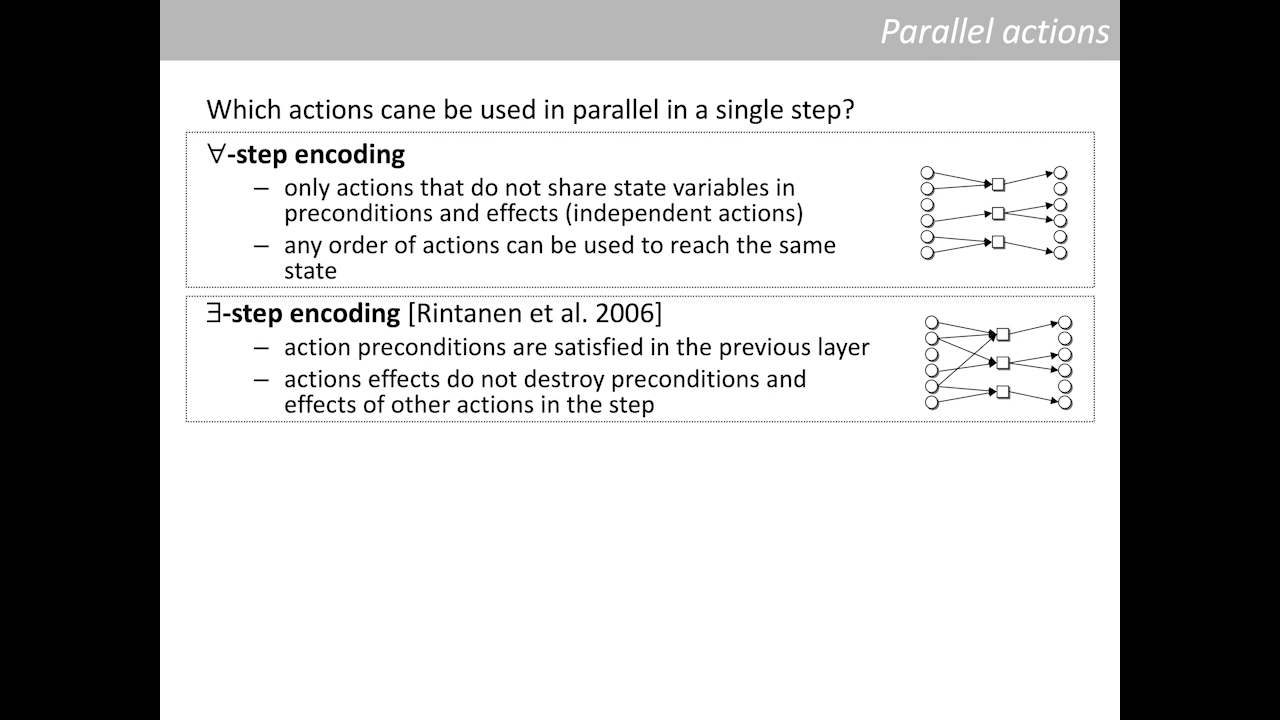 Parallel actions
Which actions cane be used in parallel in a single step?
∀-step encoding
– only actions that do not share state variables in
preconditions and effects (independent actions)
– any order of actions can be used to reach the same
state
∃-step encoding [Rintanen et al. 2006]
– action preconditions are satisfied in the previous layer
– actions effects do not destroy preconditions and
effects of other actions in the step